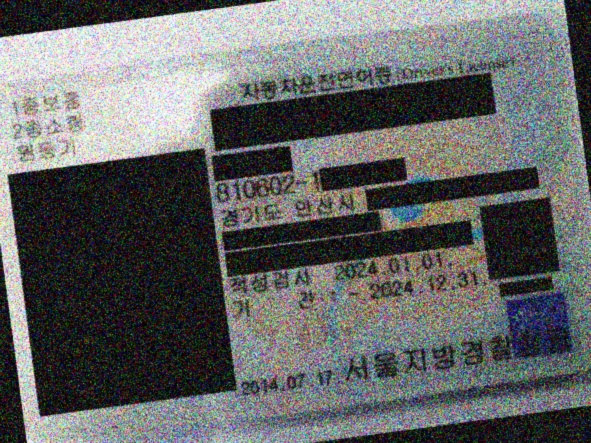 1종보통
2종소형
원동기
자동차운전면허증 (Driver's License)
810602-1
경기도 안산시
적성검사 2024.01.01.
기 간 : ~ 2024.12.31.
2014.07.17. 서울지방경찰청장